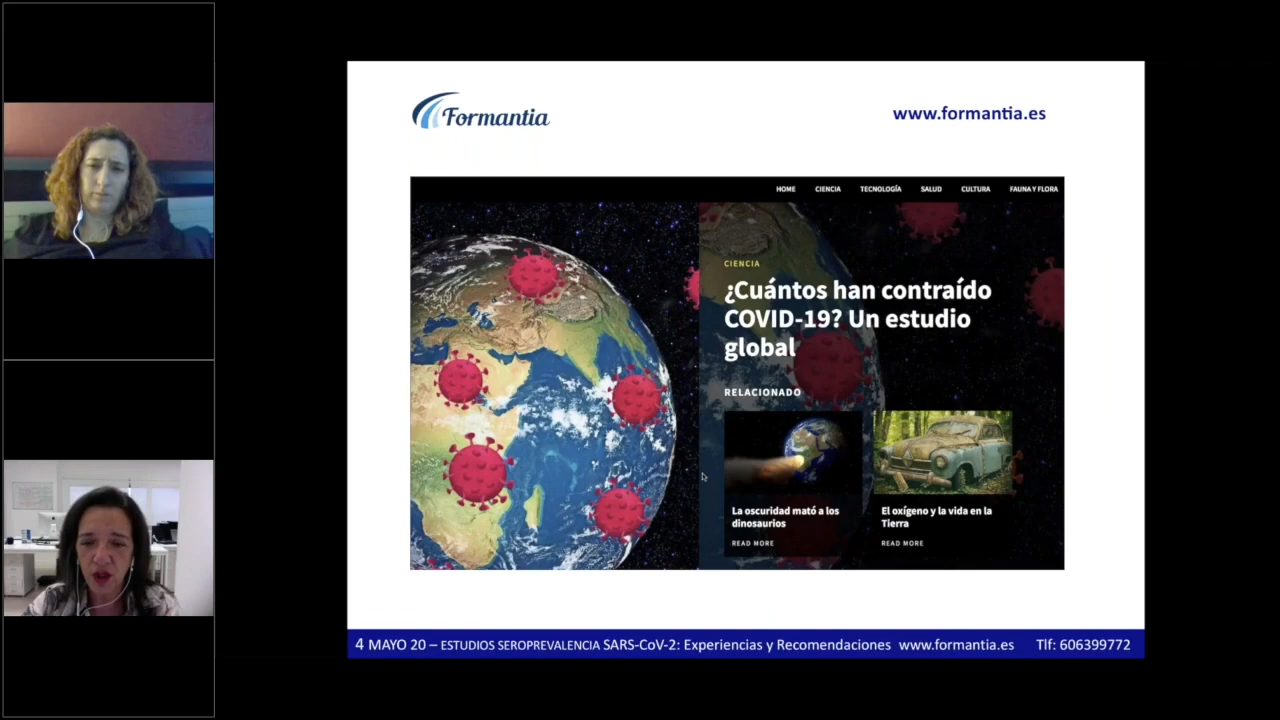 Formantia
www.formantia.es
HOME CIENCIA TECNOLOGÍA SALUD CULTURA FAUNA Y FLORA
CIENCIA
¿Cuántos han contraído
COVID-19? Un estudio
global
RELACIONADO
La oscuridad mató a los
dinosaurios
READ MORE
El oxígeno y la vida en la
Tierra
READ MORE
4 MAYO 20 – ESTUDIOS SEROPREVALENCIA SARS-CoV-2: Experiencias y Recomendaciones www.formantia.es Tlf: 606399772